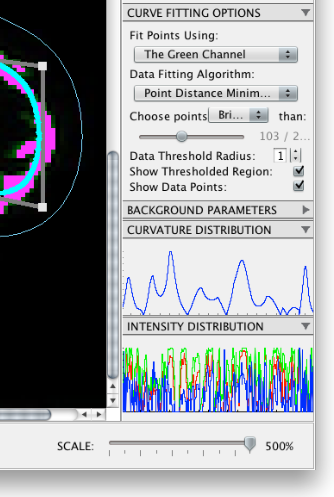 CURVE FITTING OPTIONS
Fit Points Using:
The Green Channel
Data Fitting Algorithm:
Point Distance Minim...
Choose points Bri... than:
103 / 2...
Data Threshold Radius: 1
Show Thresholded Region:
Show Data Points:
BACKGROUND PARAMETERS
CURVATURE DISTRIBUTION
INTENSITY DISTRIBUTION
SCALE: 500%